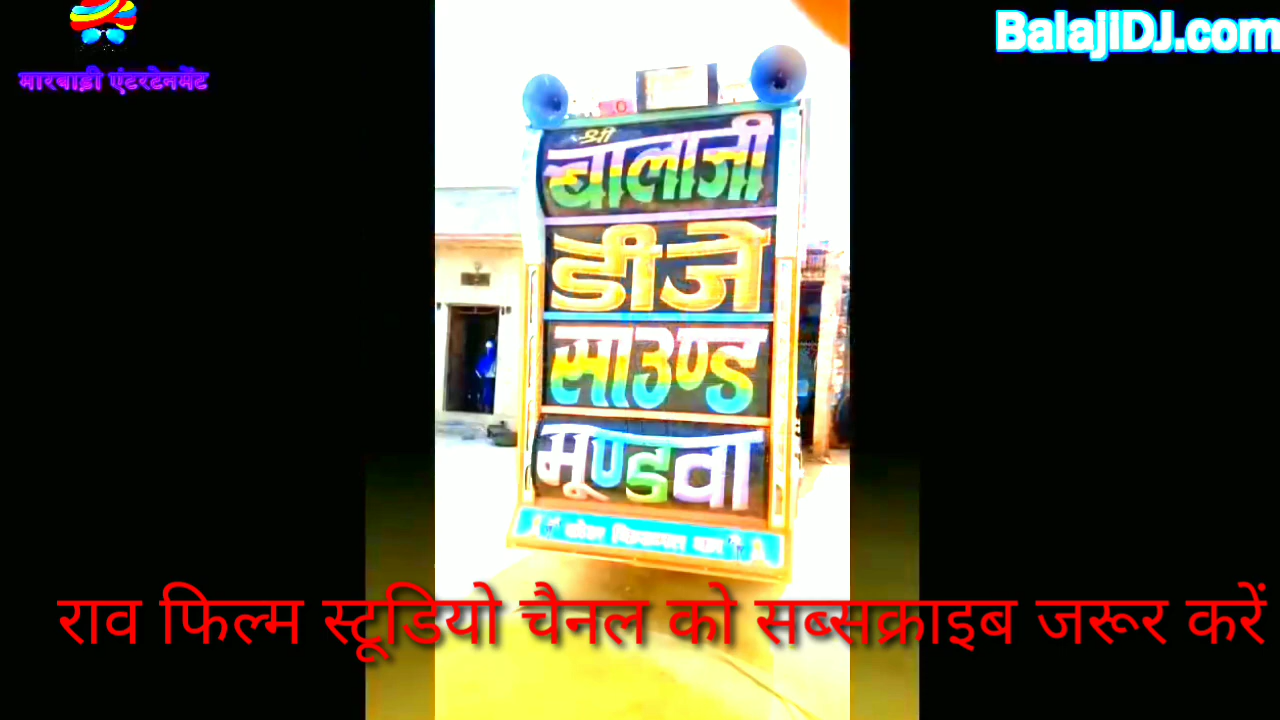 मारवाड़ी एंटरटेनमेंट
BalajiDJ.com
श्री
बालाजी
डीजे
साउण्ड
मूण्डवा
राव फिल्म स्टूडियो चैनल को सब्सक्राइब जरूर करें